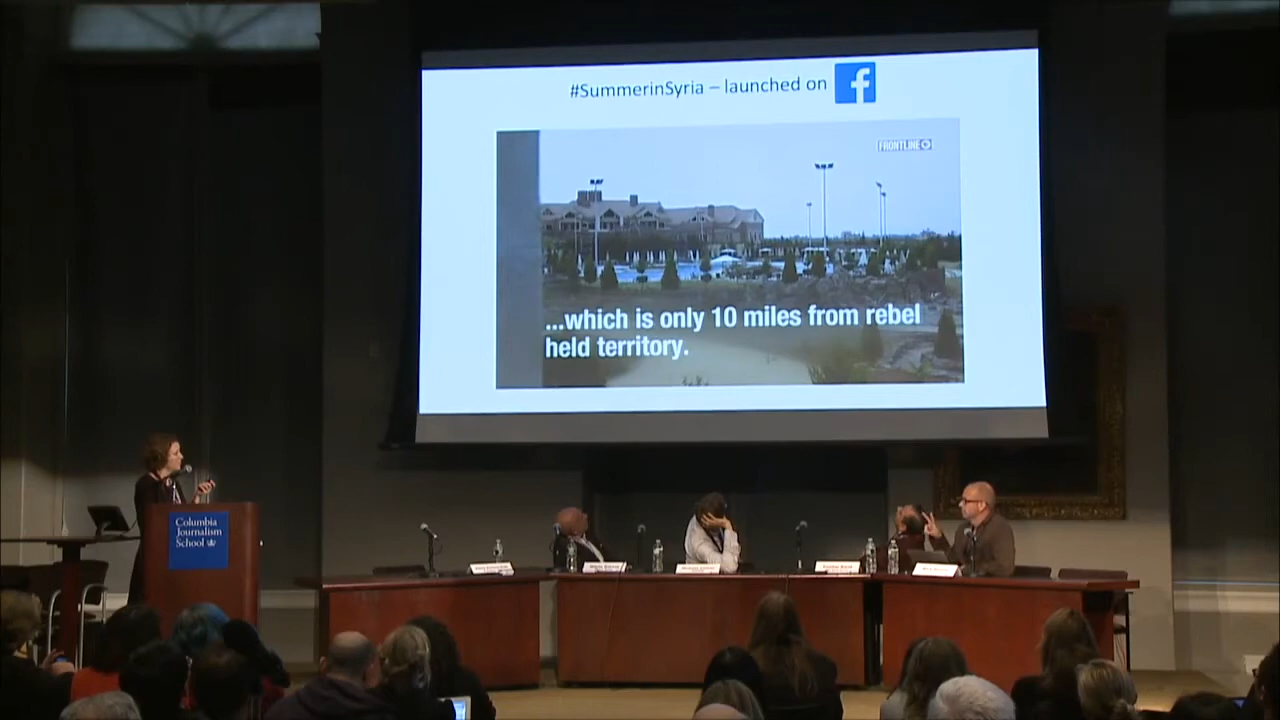 #SummerinSyria – launched on f
FRONTLINE
...which is only 10 miles from rebel
held territory.
Columbia
Journalism
School